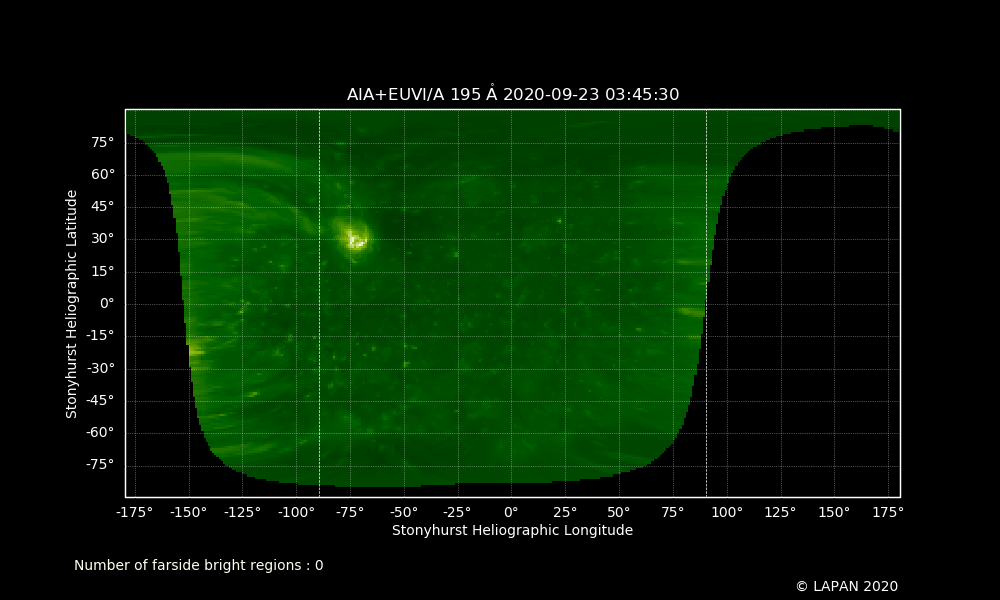 AIA+EUVI/A 195 Å 2020-09-23 03:45:30
Stonyhurst Heliographic Latitude
75°
60°
45°
30°
15°
0°
-15°
-30°
-45°
-60°
-75°
-175° -150° -125° -100° -75° -50° -25° 0° 25° 50° 75° 100° 125° 150° 175°
Stonyhurst Heliographic Longitude
Number of farside bright regions : 0
© LAPAN 2020